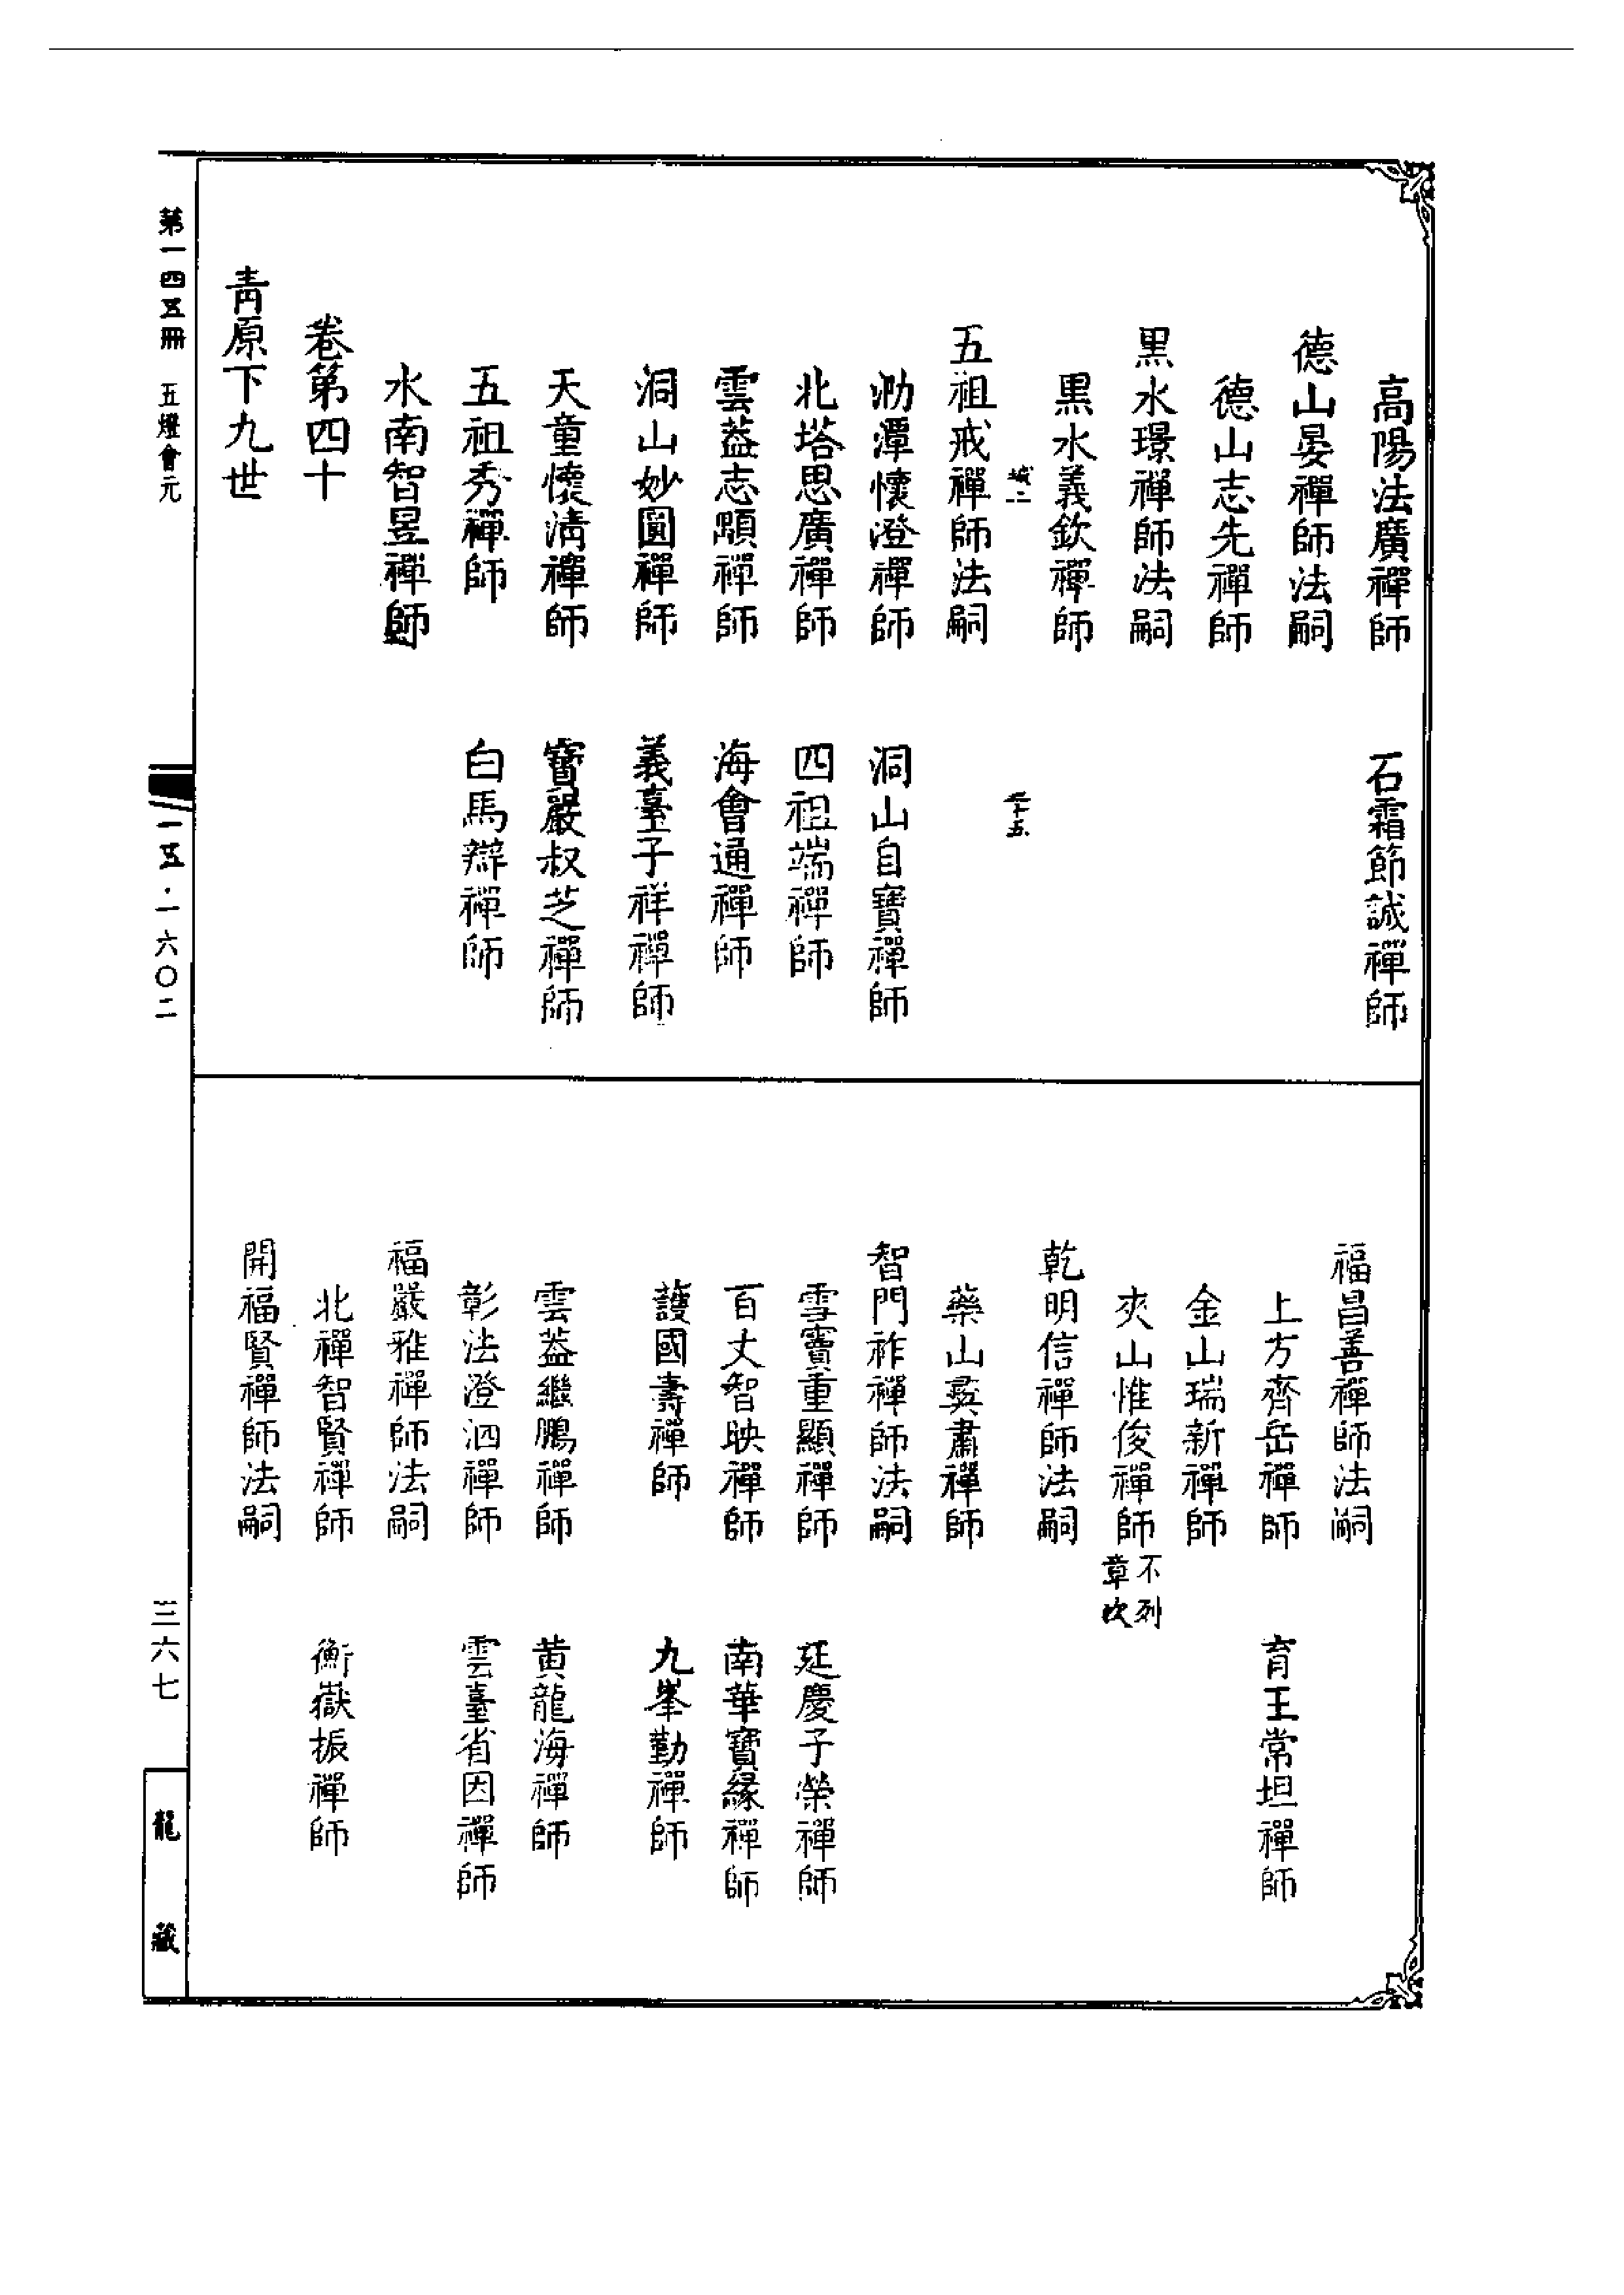 高陽法廣禪師　石霜節誠禪師
德山晏禪師法嗣
德山志先禪師
黑水璟禪師法嗣
黑水義欽禪師
城二　二十五
五祖戒禪師法嗣
泐潭懷澄禪師　洞山自寶禪師
北塔思廣禪師　四祖端禪師
雲葢志顒禪師　海會通禪師
洞山妙圓禪師　義臺子祥禪師
天童懷清禪師　寶嚴叔芝禪師
五祖秀禪師　白馬辯禪師
水南智昱禪師
卷第四十
青原下九世
福昌善禪師法嗣
上方齊岳禪師　育王常坦禪師
金山瑞新禪師
夾山惟俊禪師不列章次
乾明信禪師法嗣
藥山彝肅禪師
智門祚禪師法嗣
雪竇重顯禪師　延慶子榮禪師
百丈智映禪師　南華寶緣禪師
護國壽禪師　九峯勤禪師
雲葢繼鵬禪師　黄龍海禪師
彰法澄泗禪師　雲臺省因禪師
福嚴雅禪師法嗣
北禪智賢禪師　衡嶽振禪師
開福賢禪師法嗣
第一四五冊　五燈會元
一五·一六〇二
三六七
龍藏